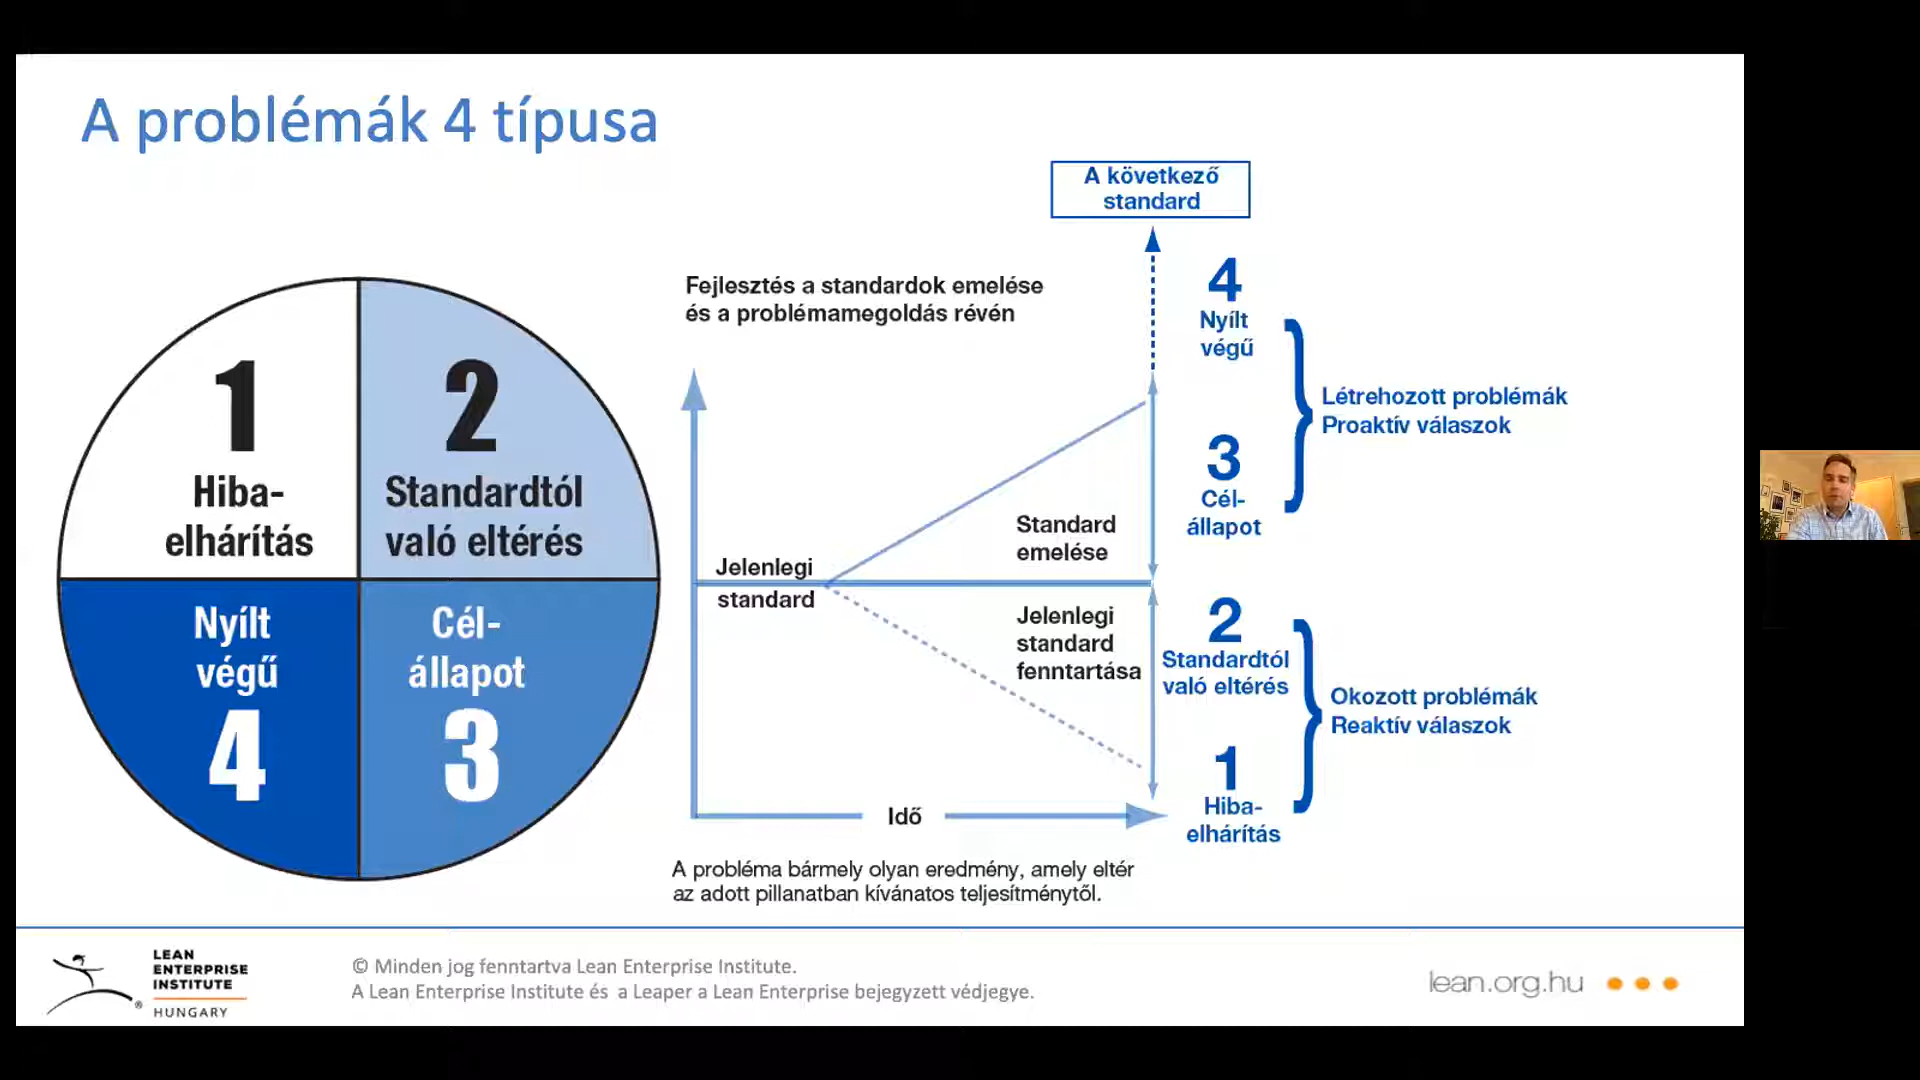 A problémák 4 típusa
1
Hiba-
elhárítás
2
Standardtól
való eltérés
Nyílt
végű
4
Cél-
állapot
3
Fejlesztés a standardok emelése
és a problémamegoldás révén
A következő
standard
Jelenlegi
standard
Standard
emelése
Jelenlegi
standard
fenntartása
Idő
4
Nyílt
végű
3
Cél-
állapot
Létrehozott problémák
Proaktív válaszok
2
Standardtól
való eltérés
1
Hiba-
elhárítás
Okozott problémák
Reaktív válaszok
A probléma bármely olyan eredmény, amely eltér
az adott pillanatban kívánatos teljesítménytől.
LEAN
ENTERPRISE
INSTITUTE
®
HUNGARY
© Minden jog fenntartva Lean Enterprise Institute.
A Lean Enterprise Institute és a Leaper a Lean Enterprise bejegyzett védjegye.
lean.org.hu